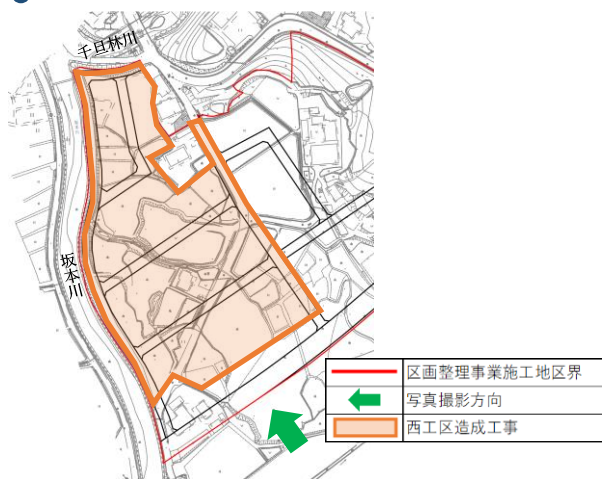 千旦林川
坂本川
区画整理事業施工地区界
写真撮影方向
西工区造成工事